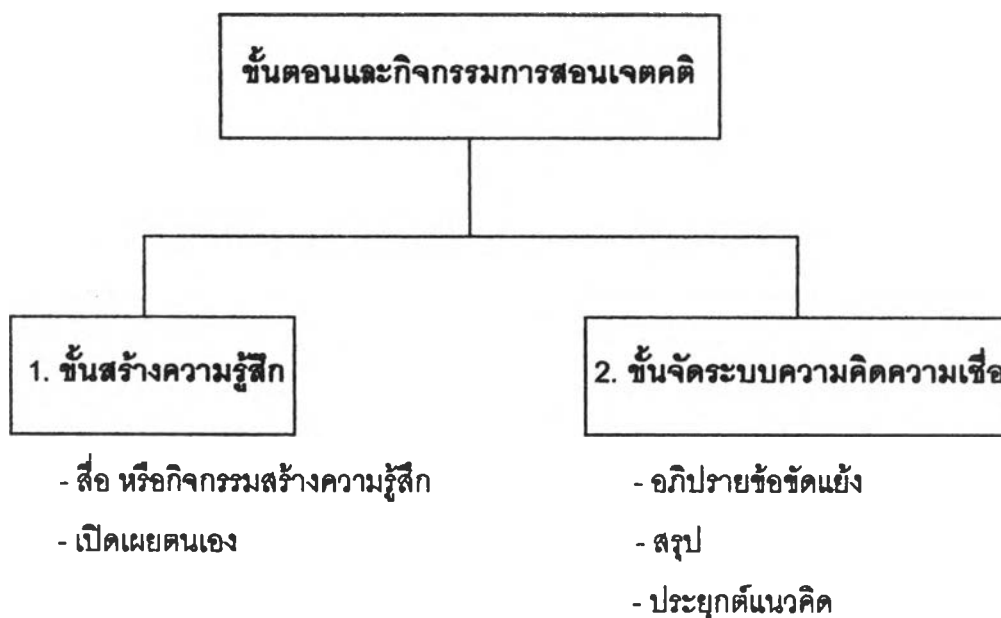 ขั้นตอนและกิจกรรมการสอนเจตคติ
1. ขั้นสร้างความรู้สึก
- สื่อ หรือกิจกรรมสร้างความรู้สึก
- เปิดเผยตนเอง
2. ขั้นจัดระบบความคิดความเชื่อ
- อภิปรายข้อขัดแย้ง
- สรุป
- ประยุกต์แนวคิด